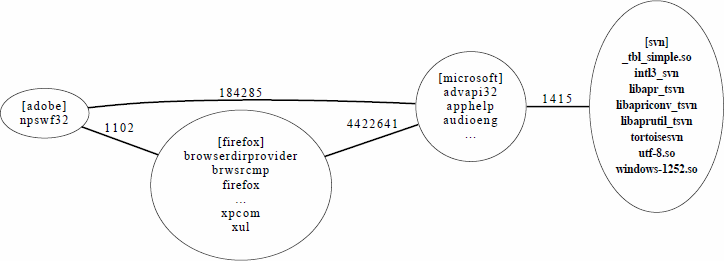 [adobe]
npswf32
184285
1102
[firefox]
browserdirprovider
brwsrcmp
firefox
...
xpcom
xul
4422641
[microsoft]
advapi32
apphelp
audioeng
...
1415
[svn]
_tbl_simple.so
intl3_svn
libapr_tsvn
libapriconv_tsvn
libaprutil_tsvn
tortoisesvn
utf-8.so
windows-1252.so